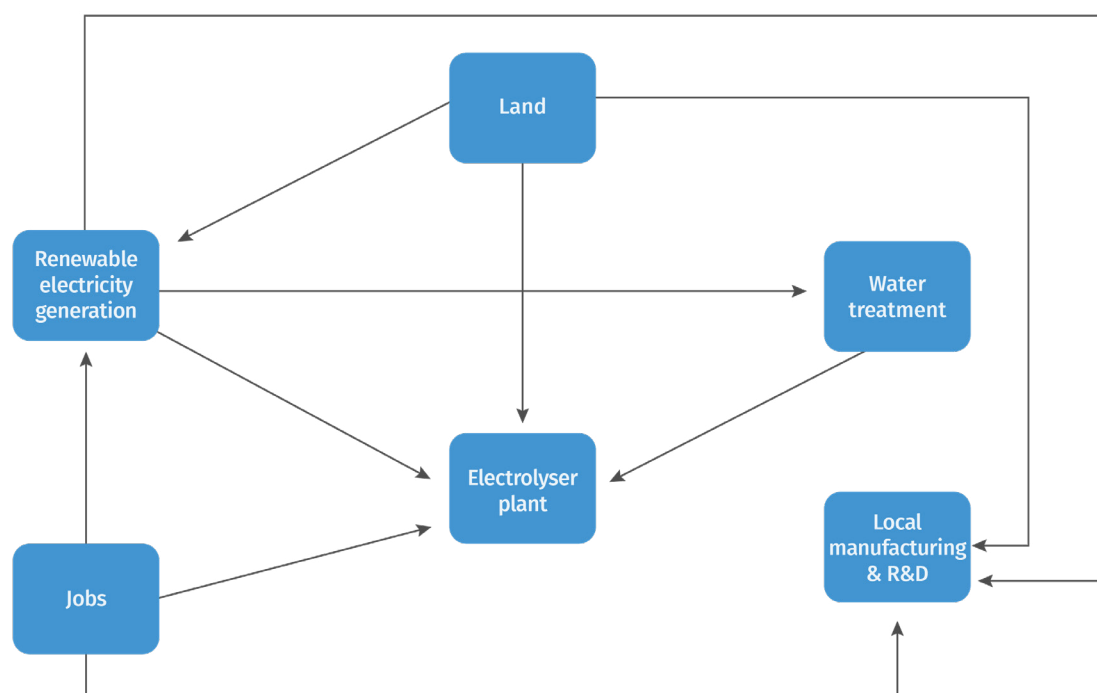 Land
Renewable
electricity
generation
Water
treatment
Electrolyser
plant
Local
manufacturing
& R&D
Jobs